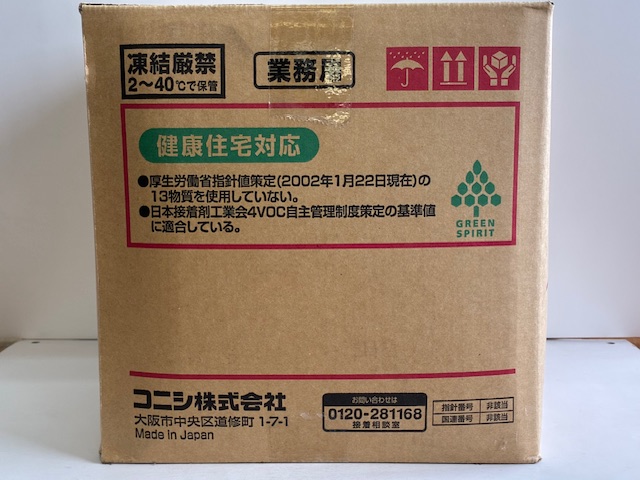 凍結厳禁
2〜40℃で保管
業務用
健康住宅対応
●厚生労働省指針値策定(2002年1月22日現在)の
13物質を使用していない。
●日本接着剤工業会4VOC自主管理制度策定の基準値
に適合している。
GREEN
SPIRIT
コニシ株式会社
大阪市中央区道修町 1-7-1
Made in Japan
お問い合わせは
0120-281168
接着相談室
指針番号 非該当
国連番号 非該当